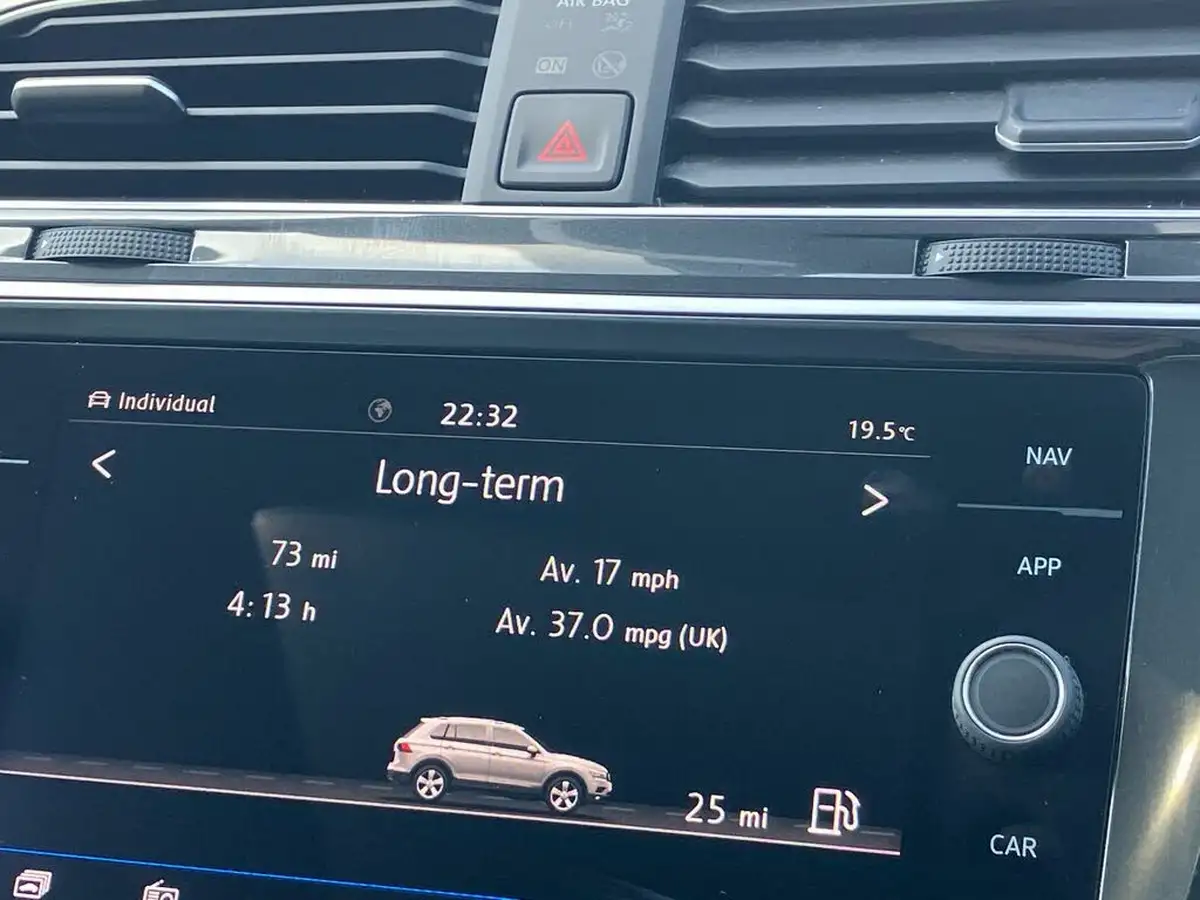 AIR BAG
ON
Individual
22:32
19.5°C
NAV
<
Long-term
>
APP
73 mi
Av. 17 mph
4:13 h
Av. 37.0 mpg (UK)
25 mi
CAR